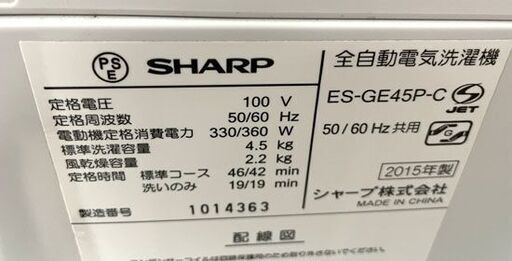 PS E
SHARP
定格電圧 100 V
定格周波数 50/60 Hz
電動機定格消費電力 330/360 W
標準洗濯容量 4.5 kg
風乾燥容量 2.2 kg
定格時間 標準コース 46/42 min
洗いのみ 19/19 min
製造番号 1014363
全自動電気洗濯機
ES-GE45P-C
JET
50/60 Hz 共用
2015年製
シャープ株式会社
MADE IN CHINA
配線図